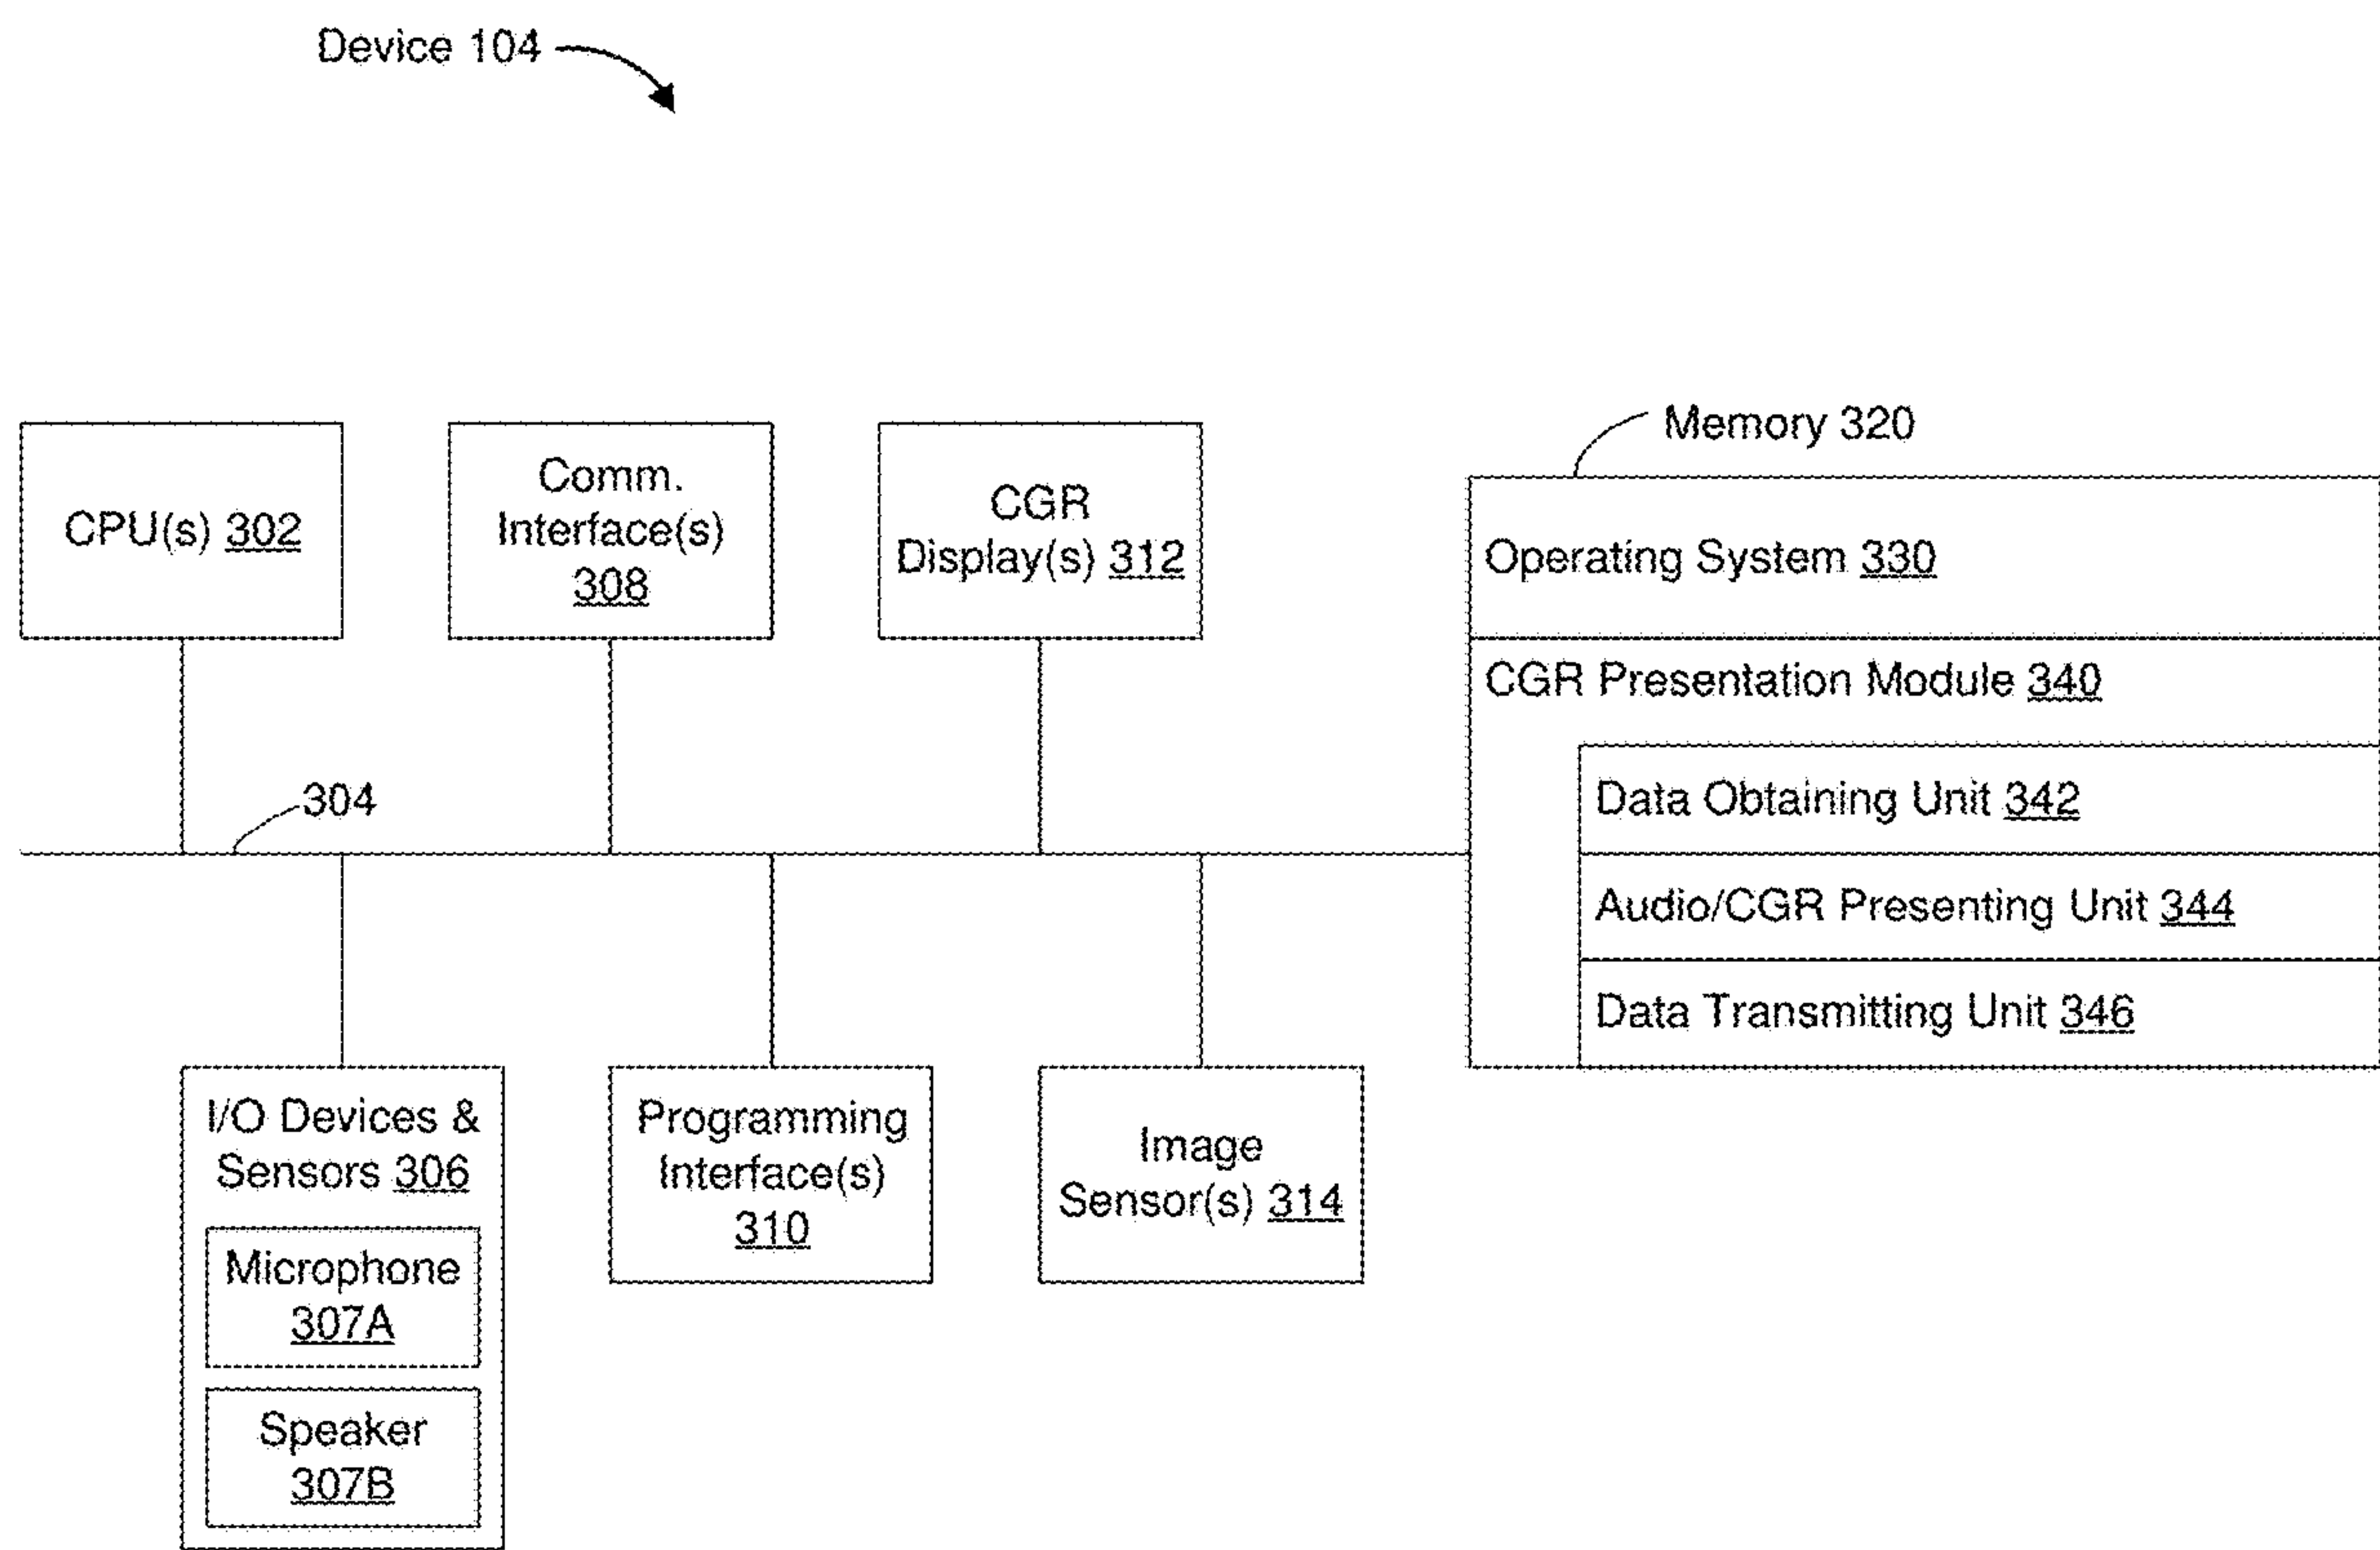 Device 104
CPU(s) 302
Comm.
Interface(s)
308
CGR
Display(s) 312
Memory 320
Operating System 330
CGR Presentation Module 340
Data Obtaining Unit 342
Audio/CGR Presenting Unit 344
Data Transmitting Unit 346
304
I/O Devices &
Sensors 306
Microphone
307A
Speaker
307B
Programming
Interface(s)
310
Image
Sensor(s) 314